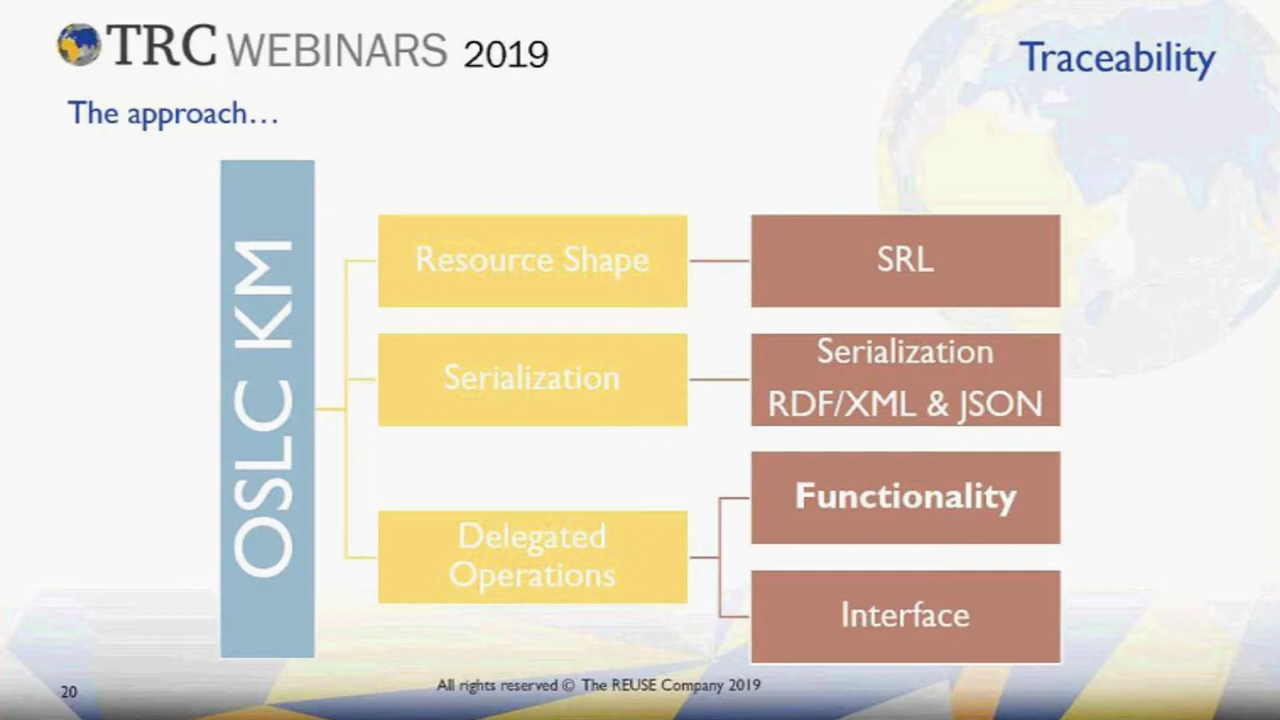 TRC WEBINARS 2019
Traceability
The approach...
OSLC KM
Resource Shape
SRL
Serialization
Serialization
RDF/XML & JSON
Delegated
Operations
Functionality
Interface
20
All rights reserved © The REUSE Company 2019